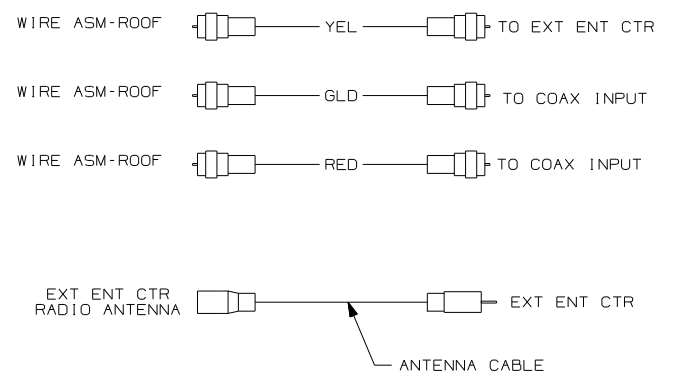 WIRE ASM-ROOF YEL TO EXT ENT CTR
WIRE ASM-ROOF GLD TO COAX INPUT
WIRE ASM-ROOF RED TO COAX INPUT
EXT ENT CTR
RADIO ANTENNA
EXT ENT CTR
ANTENNA CABLE